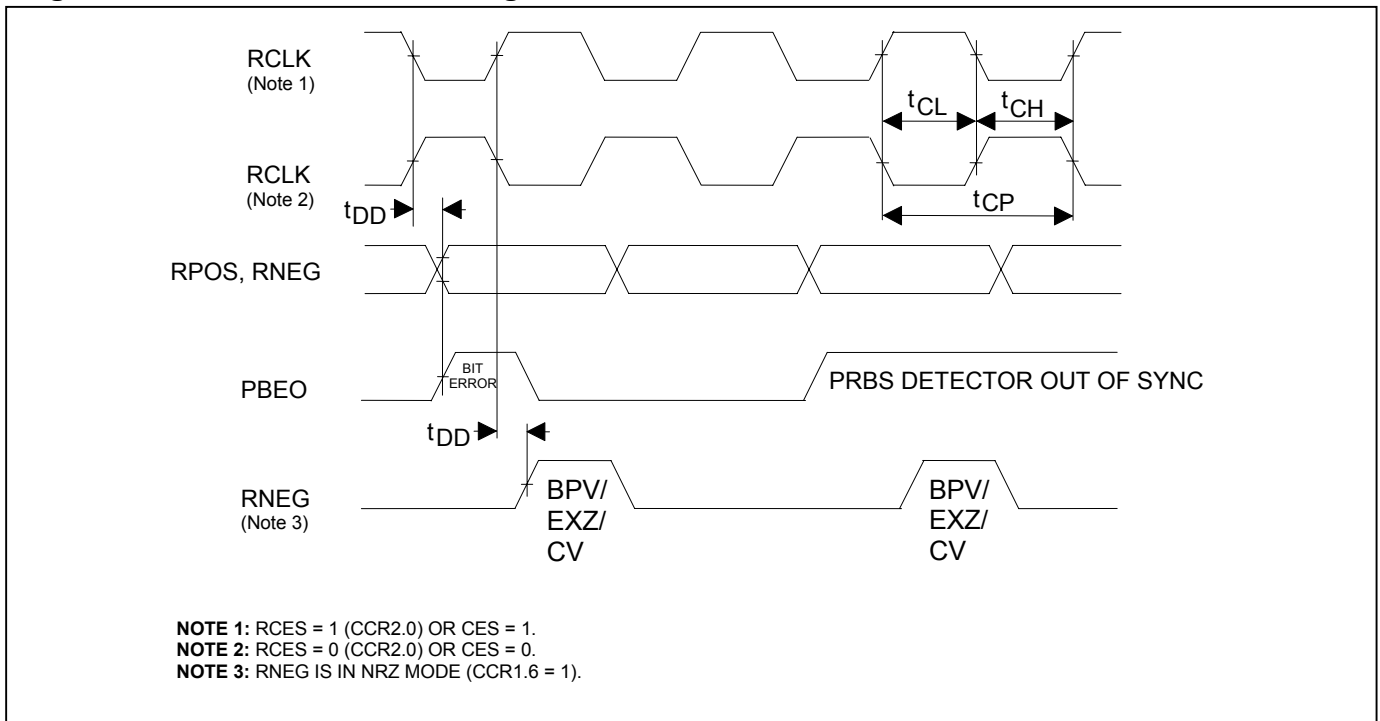 RCLK
(Note 1)
tCL
tCH
RCLK
(Note 2)
tDD
tCP
RPOS, RNEG
PBEO
BIT
ERROR
PRBS DETECTOR OUT OF SYNC
tDD
RNEG
(Note 3)
BPV/
EXZ/
CV
BPV/
EXZ/
CV
NOTE 1: RCES = 1 (CCR2.0) OR CES = 1.
NOTE 2: RCES = 0 (CCR2.0) OR CES = 0.
NOTE 3: RNEG IS IN NRZ MODE (CCR1.6 = 1).